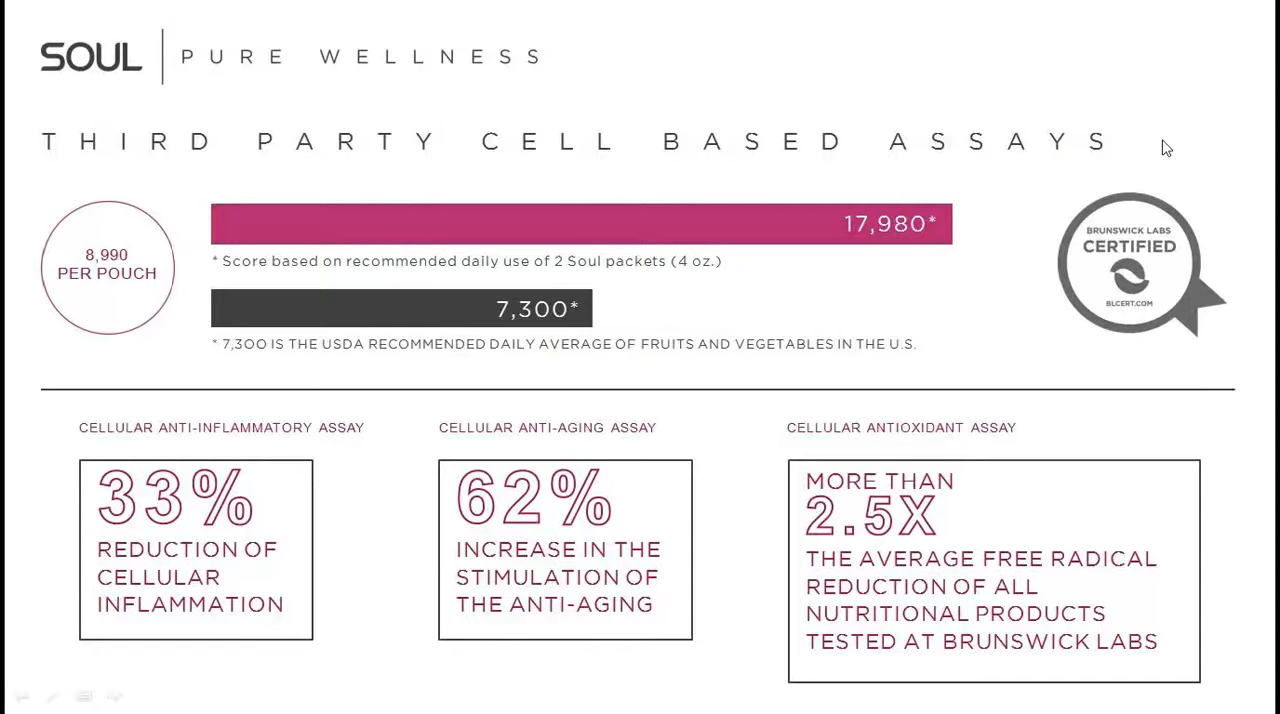 SOUL | PURE WELLNESS
THIRD PARTY CELL BASED ASSAYS
8,990
PER POUCH
17,980*
* Score based on recommended daily use of 2 Soul packets (4 oz.)
7,300*
* 7,300 IS THE USDA RECOMMENDED DAILY AVERAGE OF FRUITS AND VEGETABLES IN THE U.S.
BRUNSWICK LABS
CERTIFIED
BLCERT.COM
CELLULAR ANTI-INFLAMMATORY ASSAY
33%
REDUCTION OF
CELLULAR
INFLAMMATION
CELLULAR ANTI-AGING ASSAY
62%
INCREASE IN THE
STIMULATION OF
THE ANTI-AGING
CELLULAR ANTIOXIDANT ASSAY
MORE THAN
2.5X
THE AVERAGE FREE RADICAL
REDUCTION OF ALL
NUTRITIONAL PRODUCTS
TESTED AT BRUNSWICK LABS